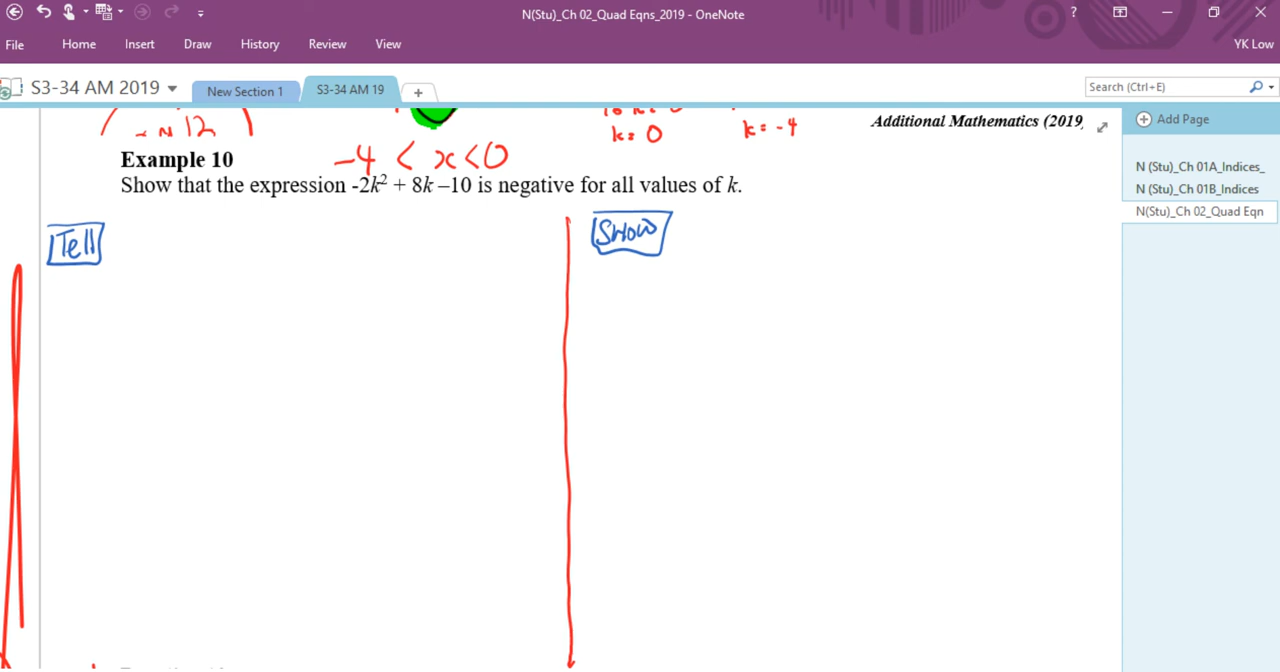 N(Stu)_Ch 02_Quad Eqns_2019 - OneNote
?
File Home Insert Draw History Review View
YK Low
S3-34 AM 2019
New Section 1
S3-34 AM 19
+
Search (Ctrl+E)
12
k = 0
k = -4
Additional Mathematics (2019)
Add Page
Example 10
-4 < x < 0
Show that the expression -2k² + 8k –10 is negative for all values of k.
N (Stu)_Ch 01A_Indices_
N (Stu)_Ch 01B_Indices
N(Stu)_Ch 02_Quad Eqn
Tell
Show